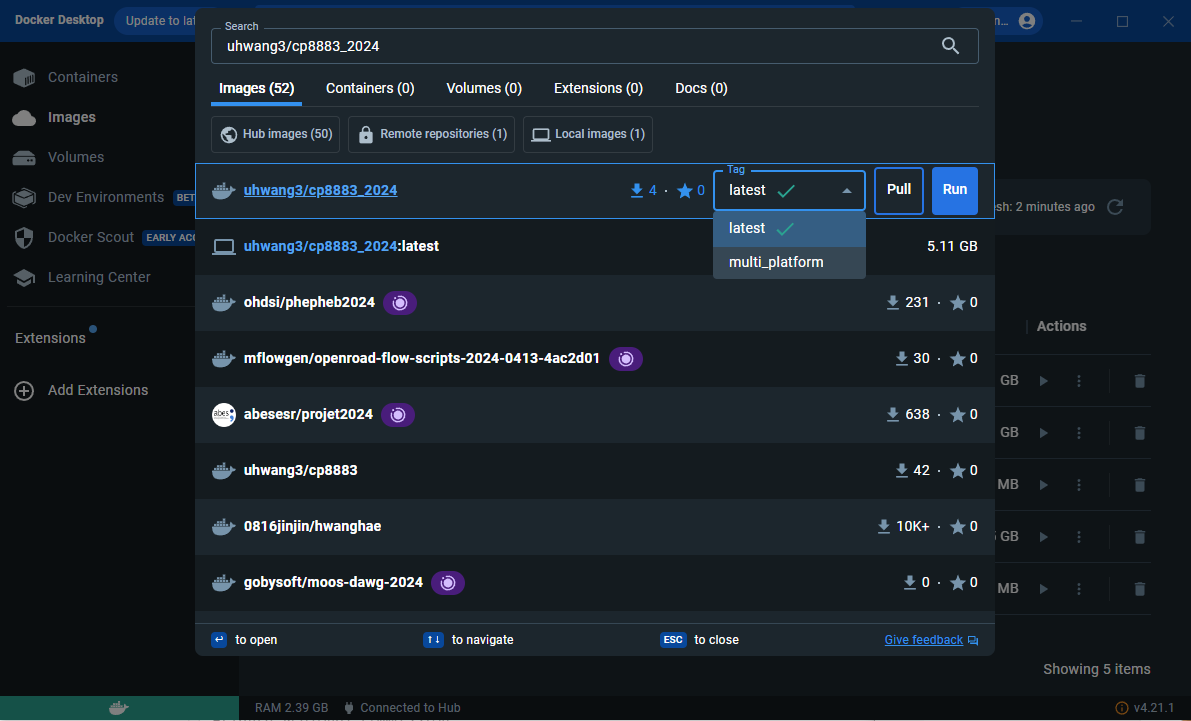 Docker Desktop
Update to lat
n...
Search
uhwang3/cp8883_2024
Containers
Images
Volumes
Dev Environments BET
Docker Scout EARLY ACC
Learning Center
Extensions
Add Extensions
Images (52) Containers (0) Volumes (0) Extensions (0) Docs (0)
Hub images (50) Remote repositories (1) Local images (1)
uhwang3/cp8883_2024 4 · 0 Tag latest Pull Run
latest
multi_platform
uhwang3/cp8883_2024:latest 5.11 GB
ohdsi/phepheb2024 231 · 0
mflowgen/openroad-flow-scripts-2024-0413-4ac2d01 30 · 0
abes
abesesr/projet2024 638 · 0
uhwang3/cp8883 42 · 0
0816jinjin/hwanghae 10K+ · 0
gobysoft/moos-dawg-2024 0 · 0
to open to navigate ESC to close Give feedback
sh: 2 minutes ago
Actions
GB
GB
MB
GB
MB
Showing 5 items
RAM 2.39 GB Connected to Hub v4.21.1